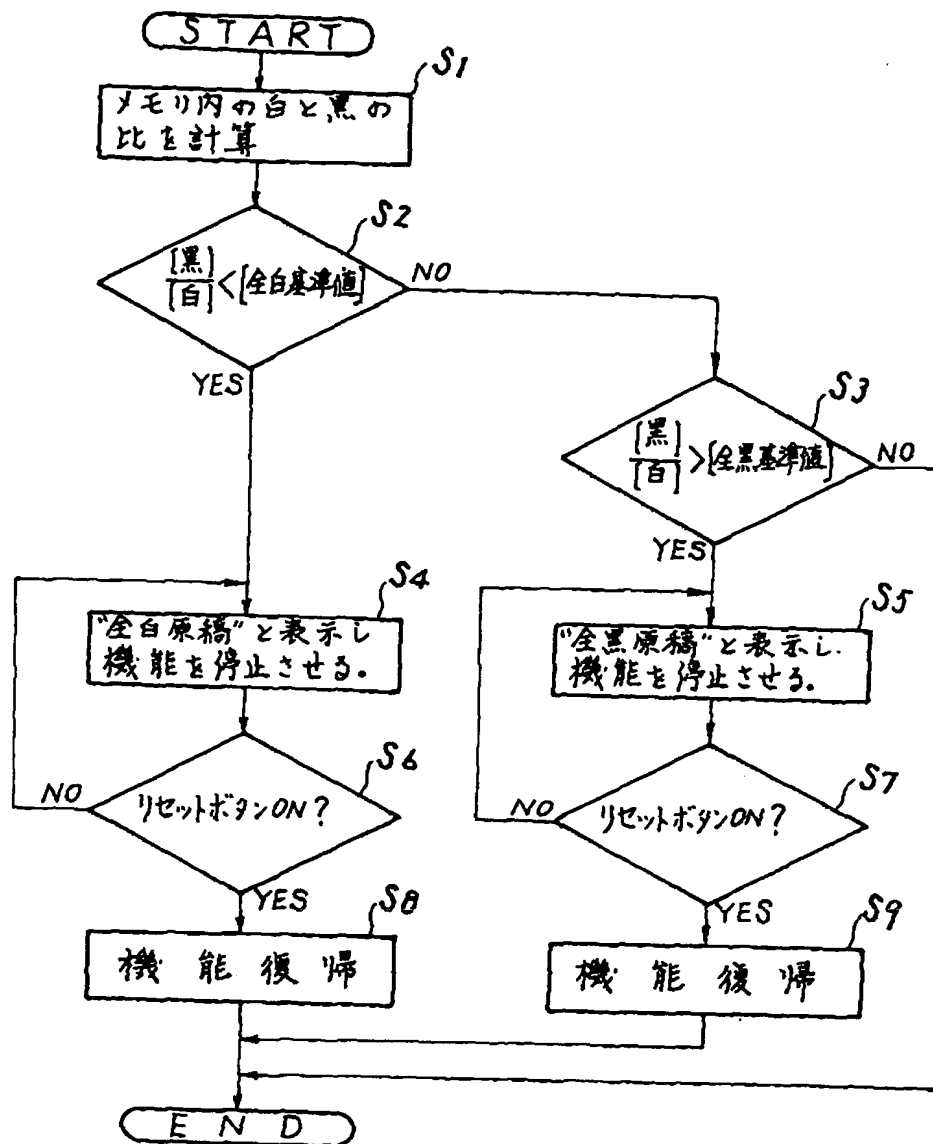 START
S1
メモリ内の白と黒の
比を計算
S2
[黒]
[白]
<[全白基準値]
NO
YES
S3
[黒]
[白]
>[全黒基準値]
NO
YES
S4
"全白原稿"と表示し
機能を停止させる。
S5
"全黒原稿"と表示し.
機能を停止させる。
S6
リセットボタンON?
NO
YES
S7
リセットボタンON?
NO
YES
S8
機能復帰
S9
機能復帰
END